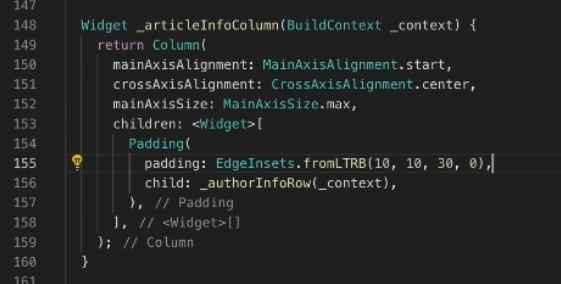 147
148 Widget _articleInfoColumn(BuildContext _context) {
149 return Column(
150 mainAxisAlignment: MainAxisAlignment.start,
151 crossAxisAlignment: CrossAxisAlignment.center,
152 mainAxisSize: MainAxisSize.max,
153 children: <Widget>[
154 Padding(
155 padding: EdgeInsets.fromLTRB(10, 10, 30, 0),
156 child: _authorInfoRow(_context),
157 ), // Padding
158 ], // <Widget>[]
159 ); // Column
160 }
161